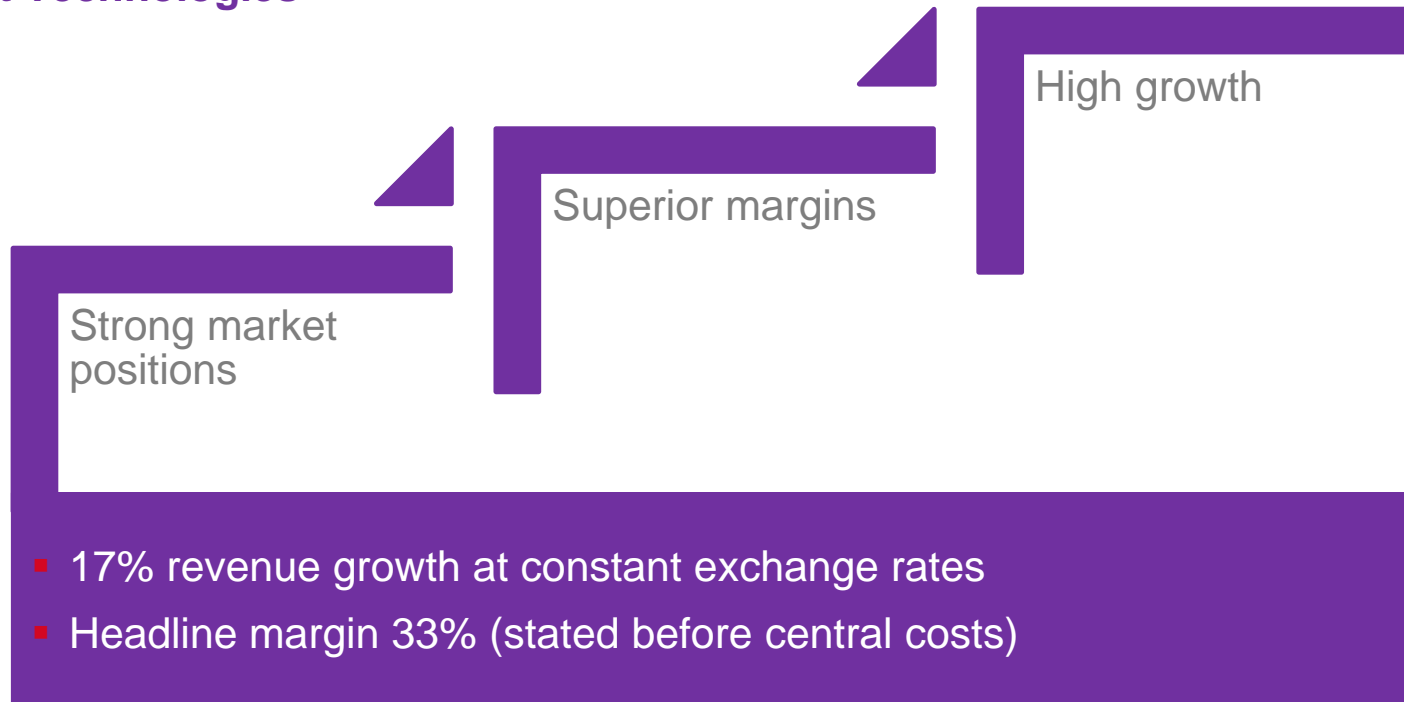 Technologies
High growth
Superior margins
Strong market
positions
17% revenue growth at constant exchange rates
Headline margin 33% (stated before central costs)